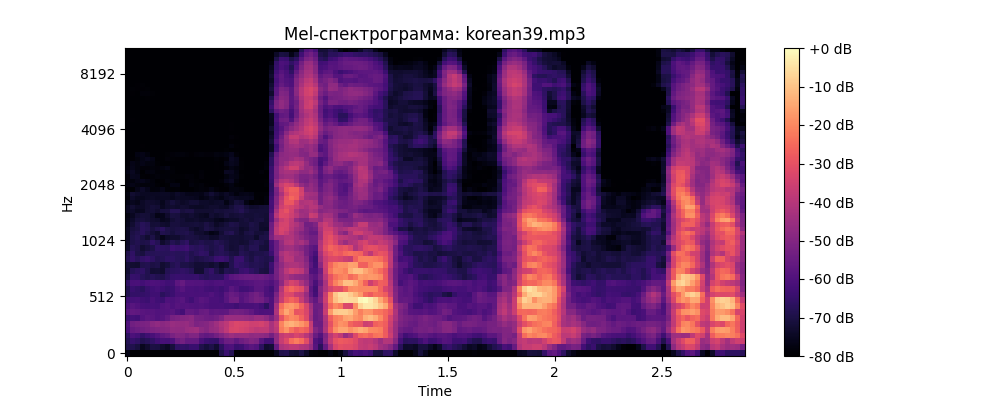 Mel-спектрограмма: korean39.mp3
Hz
8192
4096
2048
1024
512
0
0
0.5
1
1.5
2
2.5
Time
+0 dB
-10 dB
-20 dB
-30 dB
-40 dB
-50 dB
-60 dB
-70 dB
-80 dB